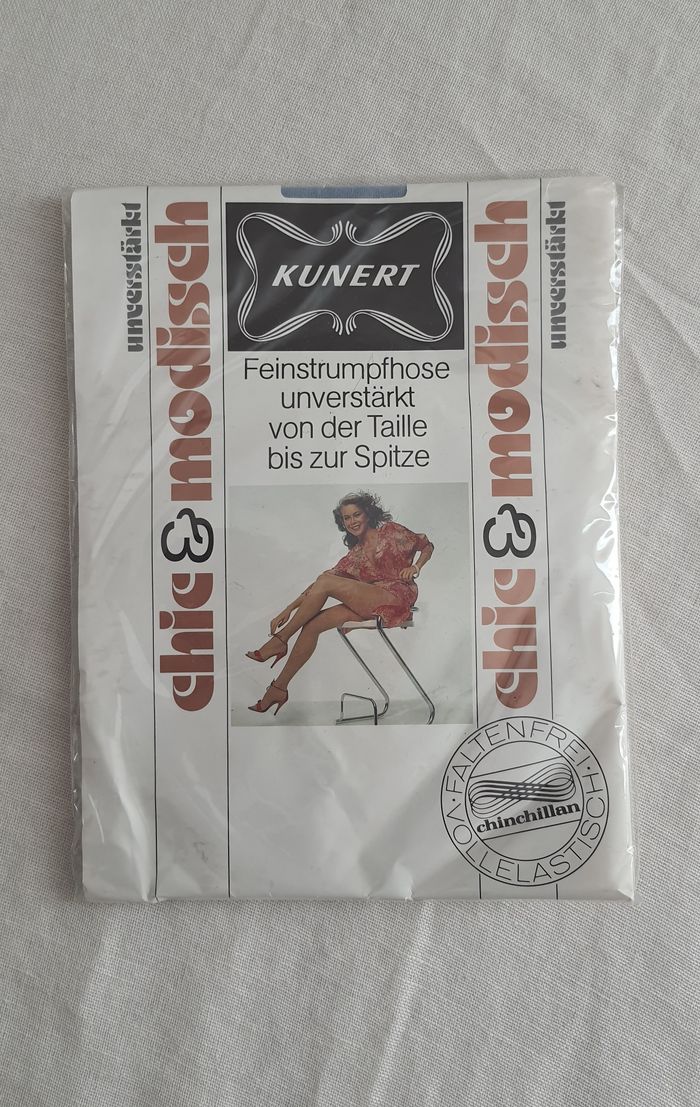 KUNERT
Feinstrumpfhose
unverstärkt
von der Taille
bis zur Spitze
unverstärkt
chic & modisch
chic & modisch
unverstärkt
FALTENFREI · VOLLELASTISCH ·
chinchillan